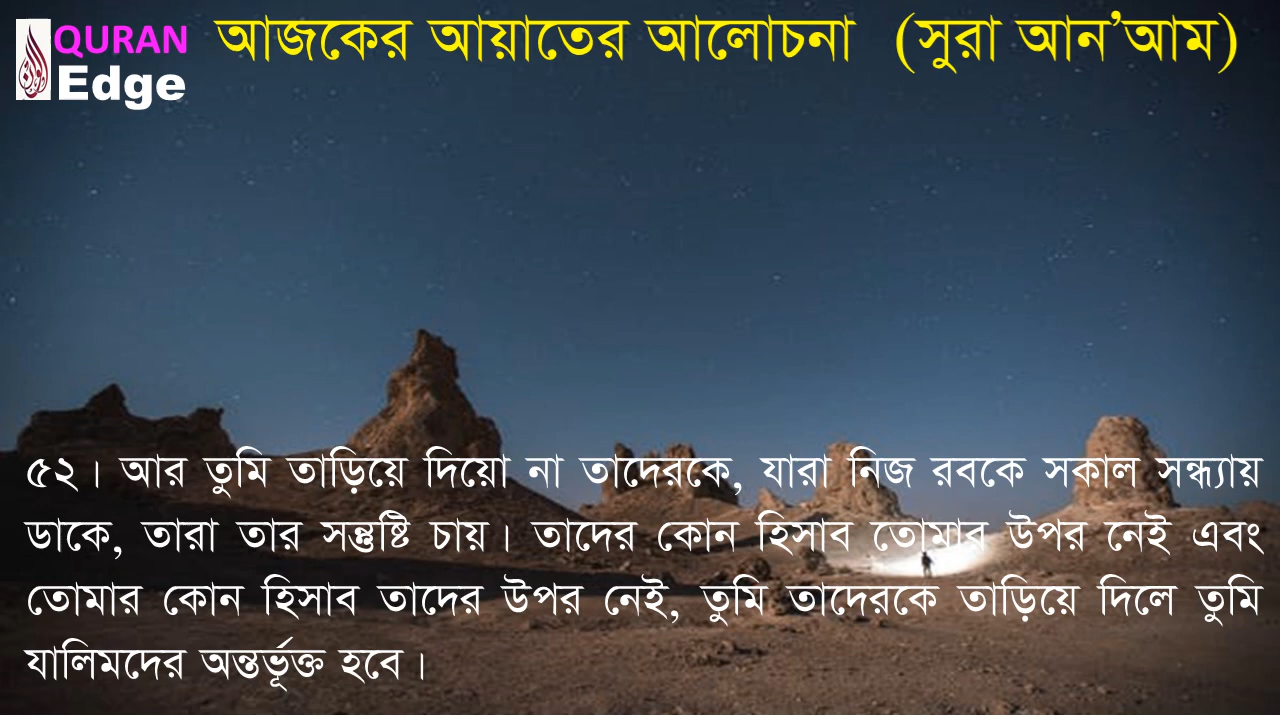 QURAN
Edge
আজকের আয়াতের আলোচনা (সুরা আন’আম)
৫২। আর তুমি তাড়িয়ে দিয়ো না তাদেরকে, যারা নিজ রবকে সকাল সন্ধ্যায়
ডাকে, তারা তার সন্তুষ্টি চায়। তাদের কোন হিসাব তোমার উপর নেই এবং
তোমার কোন হিসাব তাদের উপর নেই, তুমি তাদেরকে তাড়িয়ে দিলে তুমি
যালিমদের অন্তর্ভূক্ত হবে।